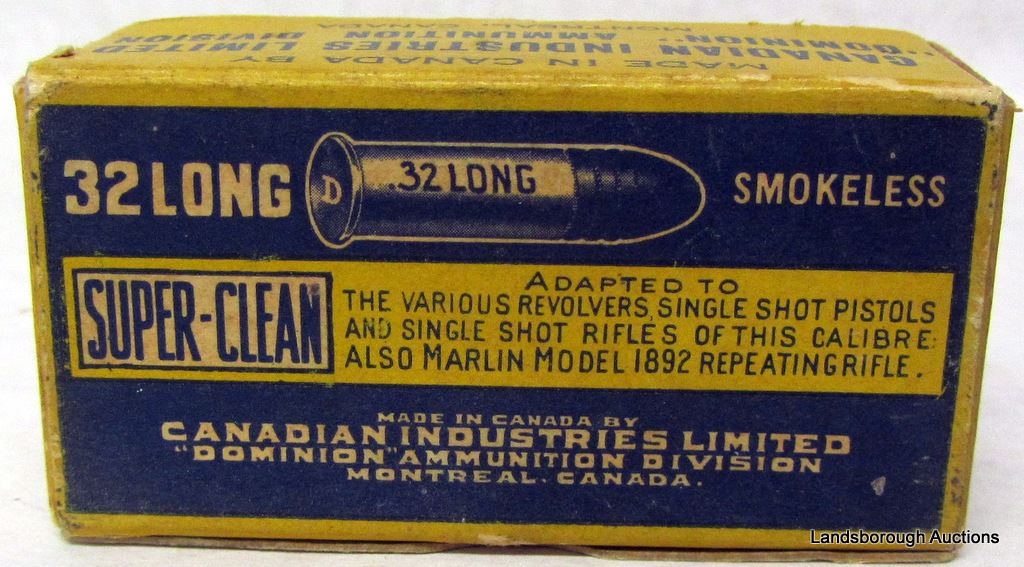 MADE IN CANADA BY
CANADIAN INDUSTRIES LIMITED
"DOMINION" AMMUNITION DIVISION
MONTREAL, CANADA
32 LONG
D
.32 LONG
SMOKELESS
SUPER-CLEAN
ADAPTED TO
THE VARIOUS REVOLVERS, SINGLE SHOT PISTOLS
AND SINGLE SHOT RIFLES OF THIS CALIBRE:
ALSO MARLIN MODEL 1892 REPEATING RIFLE.
MADE IN CANADA BY
CANADIAN INDUSTRIES LIMITED
"DOMINION" AMMUNITION DIVISION
MONTREAL. CANADA.
Landsborough Auctions